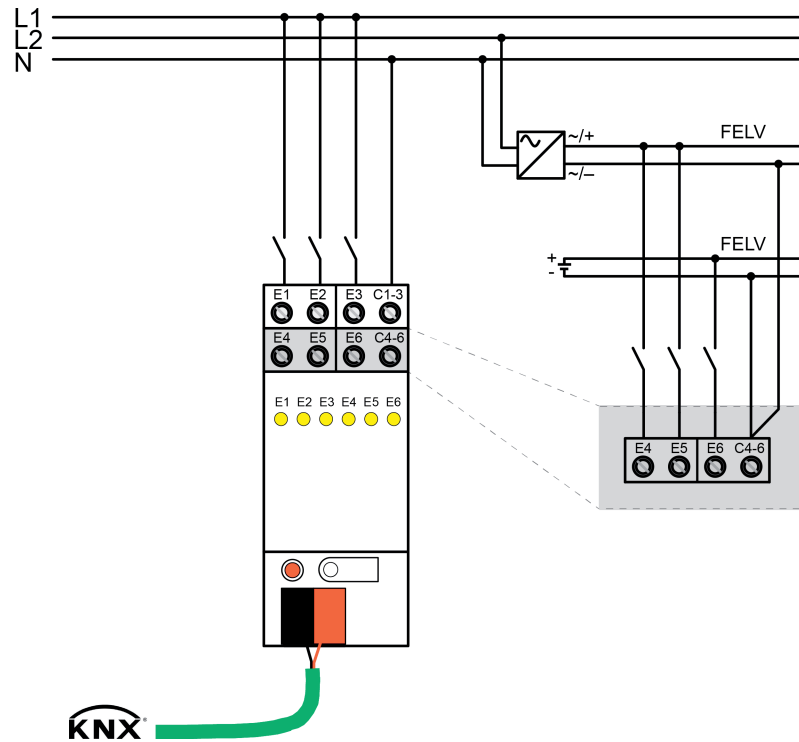 L1
L2
N
~/+ FELV
~/–
FELV
+
-
E1 E2 E3 C1-3
E4 E5 E6 C4-6
E1 E2 E3 E4 E5 E6
E4 E5 E6 C4-6
KNX®